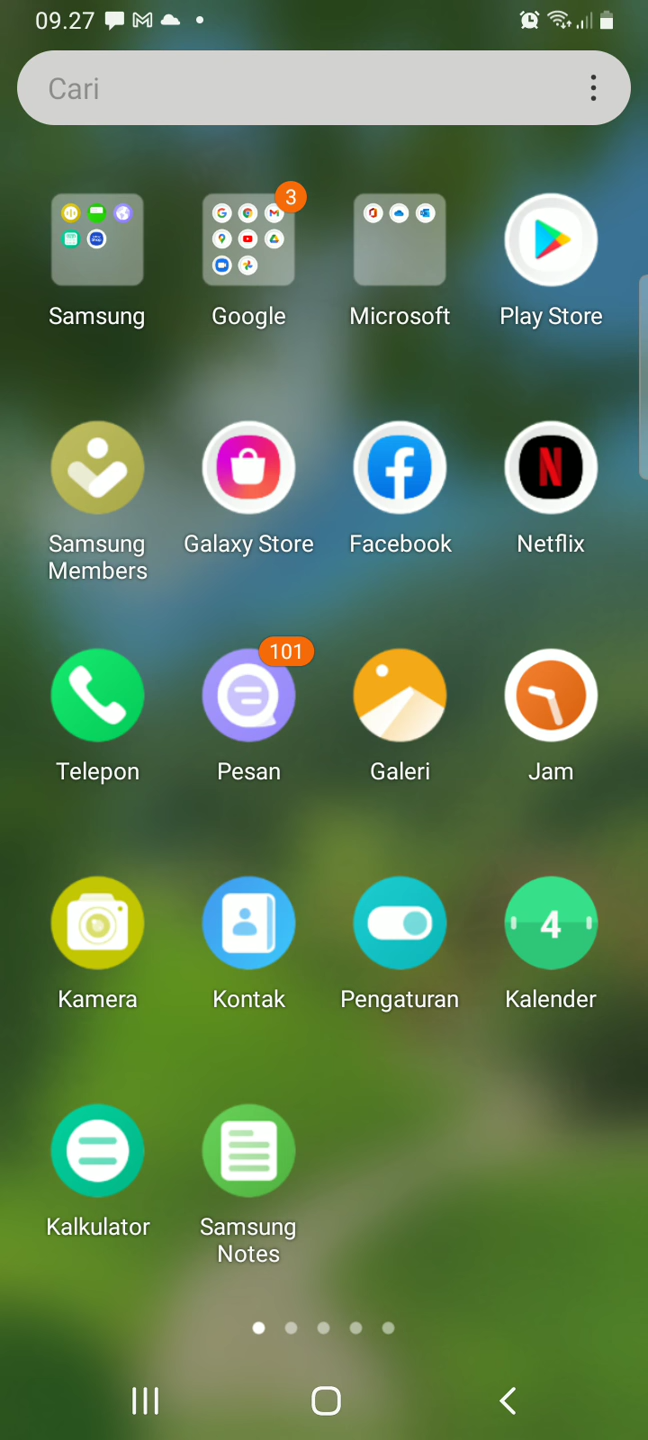 09.27
Cari
3
Samsung
Google
Microsoft
Play Store
Samsung
Members
Galaxy Store
Facebook
N
Netflix
101
Telepon
Pesan
Galeri
Jam
4
Kamera
Kontak
Pengaturan
Kalender
Kalkulator
Samsung
Notes